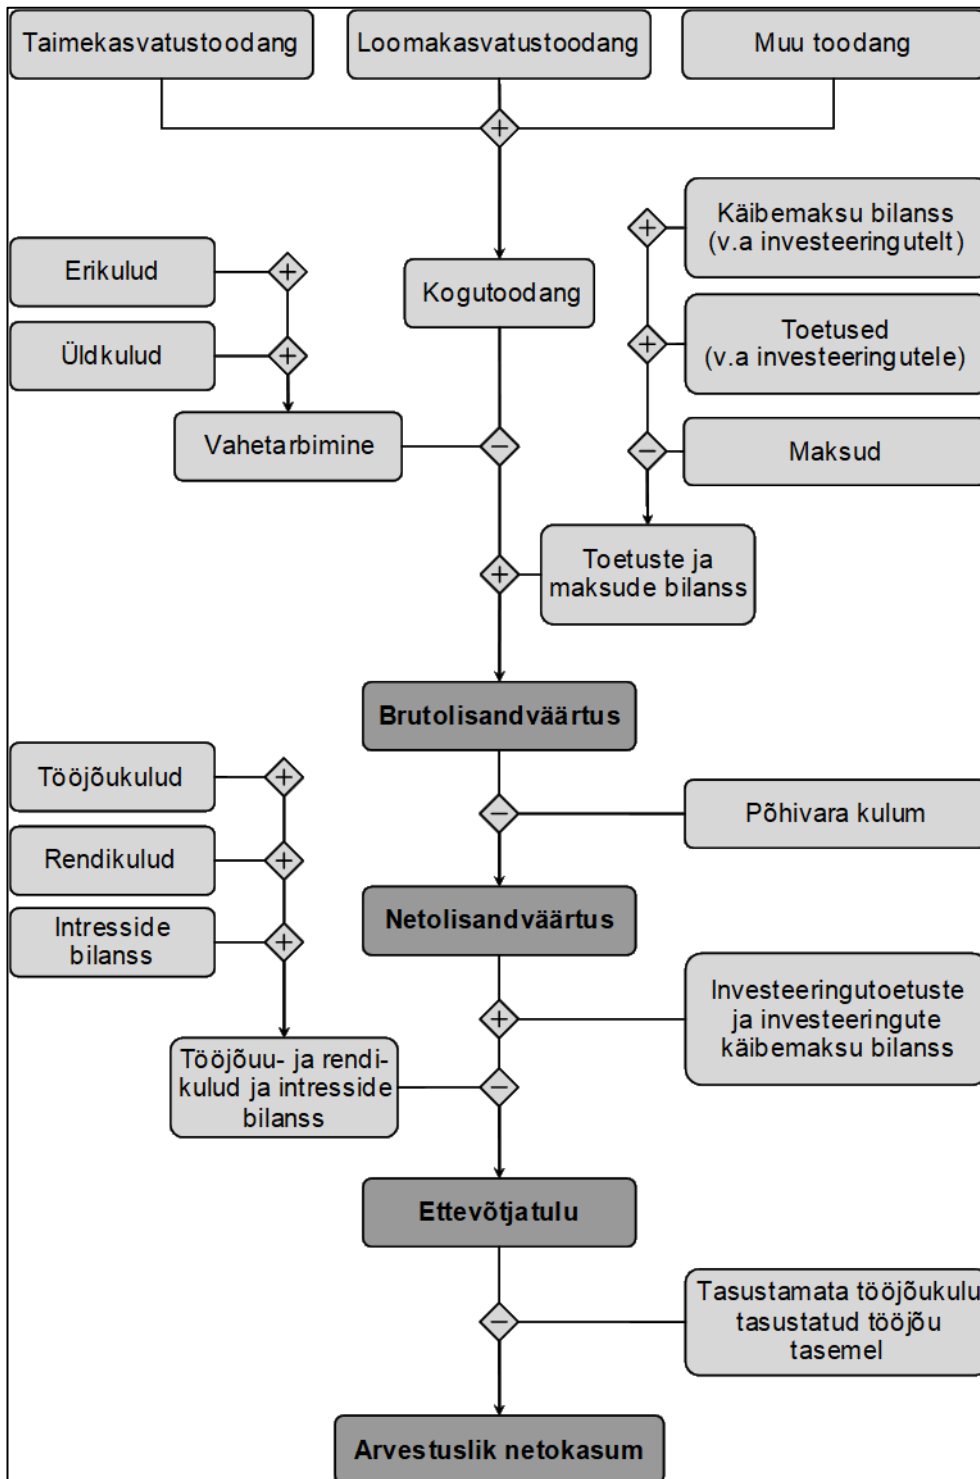 Taimekasvatustoodang
Loomakasvatustoodang
Muu toodang
+
Käibemaksu bilanss
(v.a investeeringutelt)
+
Erikulud
+
Kogutoodang
Toetused
(v.a investeeringutele)
+
Üldkulud
+
Vahetarbimine
−
Maksud
−
Toetuste ja
maksude bilanss
+
Brutolisandväärtus
Tööjõukulud
+
Põhivara kulum
−
Rendikulud
+
Netolisandväärtus
Intresside
bilanss
+
Investeeringutoetuste
ja investeeringute
käibemaksu bilanss
+
Tööjõuu- ja rendi-
kulud ja intresside
bilanss
−
Ettevõtjatulu
Tasustamata tööjõukulu
tasustatud tööjõu
tasemel
−
Arvestuslik netokasum